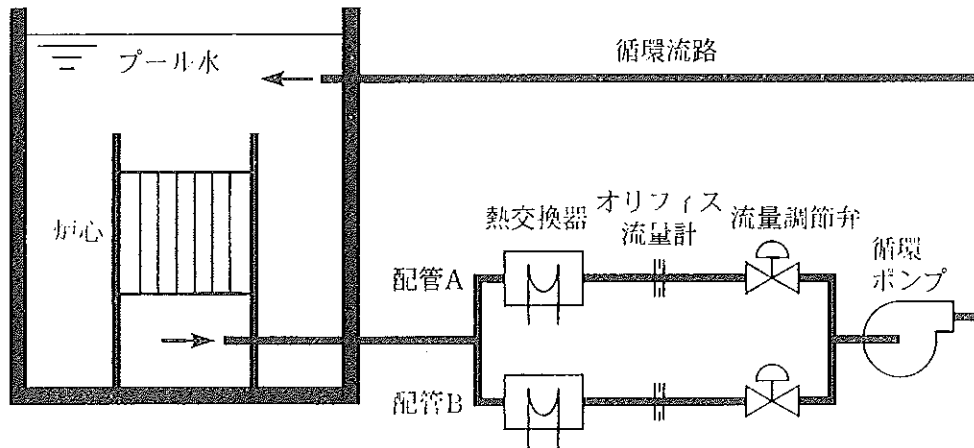 プール水
循環流路
炉心
熱交換器
オリフィス
流量計
流量調節弁
循環
ポンプ
配管A
配管B